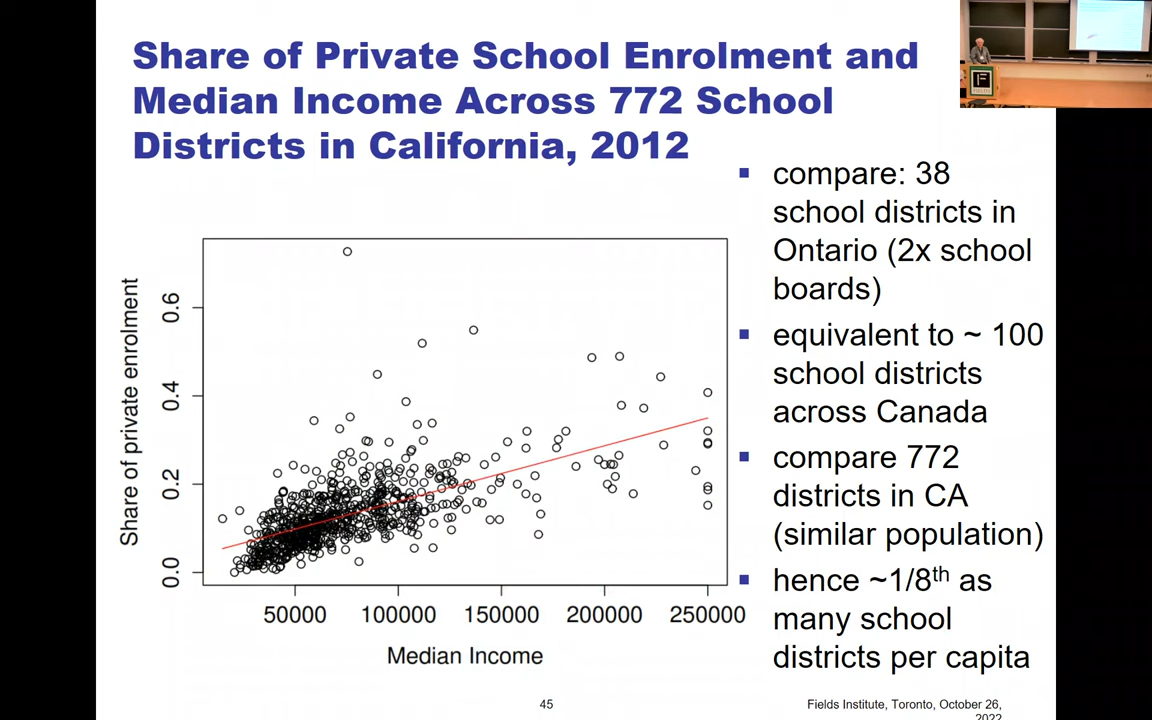 Share of Private School Enrolment and
Median Income Across 772 School
Districts in California, 2012
▪ compare: 38
school districts in
Ontario (2x school
boards)
▪ equivalent to ~ 100
school districts
across Canada
▪ compare 772
districts in CA
(similar population)
▪ hence ~1/8th as
many school
districts per capita
Share of private enrolment
0.6
0.4
0.2
0.0
50000 100000 150000 200000 250000
Median Income
45
Fields Institute, Toronto, October 26,
2022